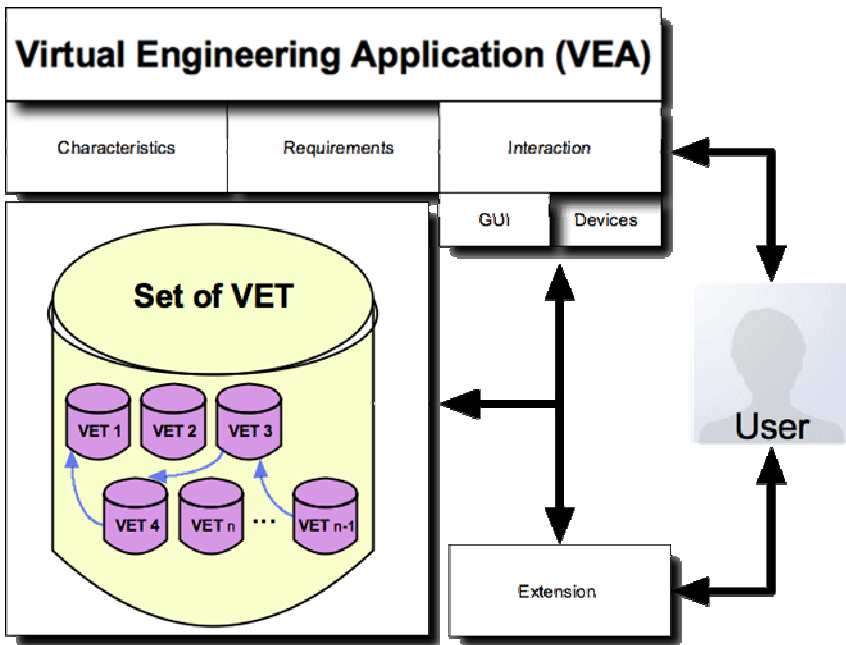 Virtual Engineering Application (VEA)
Characteristics
Requirements
Interaction
GUI
Devices
Set of VET
VET 1
VET 2
VET 3
VET 4
VET n
...
VET n-1
User
Extension